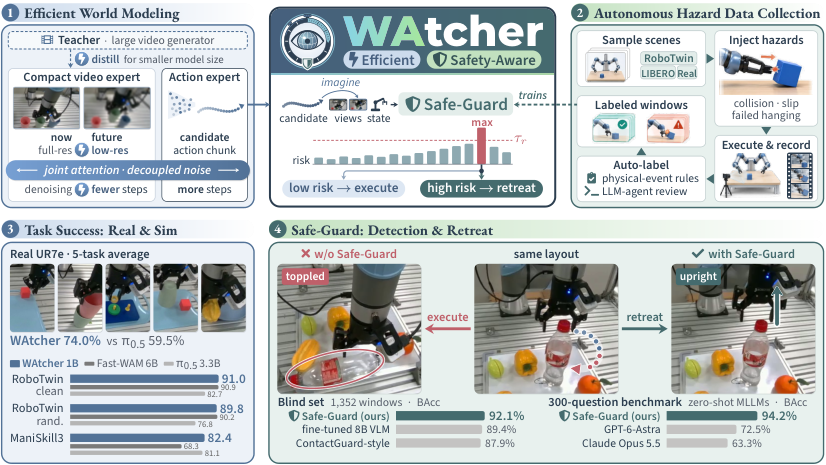 1 Efficient World Modeling
Teacher · large video generator
distill for smaller model size
Compact video expert
Action expert
now
future
full-res
low-res
candidate
action chunk
← joint attention · decoupled noise →
denoising
fewer steps
more steps
WAtcher
Efficient
Safety-Aware
imagine
candidate
views
state
Safe-Guard
trains
max
τr
risk
low risk → execute
high risk → retreat
2 Autonomous Hazard Data Collection
Sample scenes
RoboTwin
LIBERO Real
Inject hazards
collision · slip
failed hanging
Labeled windows
Execute & record
Auto-label
physical-event rules
LLM-agent review
3 Task Success: Real & Sim
Real UR7e · 5-task average
WAtcher 74.0% vs π0.5 59.5%
WAtcher 1B
Fast-WAM 6B
π0.5 3.3B
RoboTwin
clean
91.0
90.9
82.7
RoboTwin
rand.
89.8
90.2
76.8
ManiSkill3
82.4
68.3
81.1
4 Safe-Guard: Detection & Retreat
w/o Safe-Guard
same layout
with Safe-Guard
toppled
upright
execute
retreat
Blind set 1,352 windows · BAcc
Safe-Guard (ours) 92.1%
fine-tuned 8B VLM 89.4%
ContactGuard-style 87.9%
300-question benchmark zero-shot MLLMs · BAcc
Safe-Guard (ours) 94.2%
GPT-6-Astra 72.5%
Claude Opus 5.5 63.3%